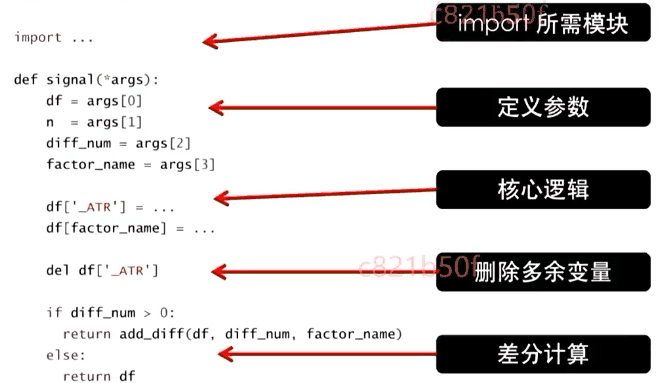 import ...
import 所需模块
def signal(*args):
df = args[0]
n  = args[1]
diff_num = args[2]
factor_name = args[3]
定义参数
df['_ATR'] = ...
df[factor_name] = ...
核心逻辑
del df['_ATR']
删除多余变量
if diff_num > 0:
return add_diff(df, diff_num, factor_name)
else:
return df
差分计算
c821b50f
c821b50f